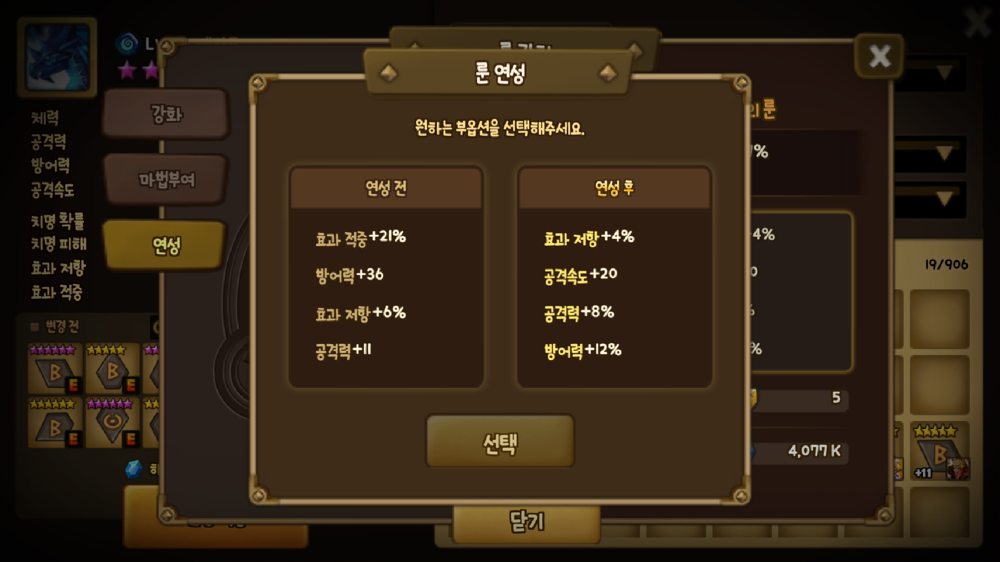 룬 연성
원하는 부옵션을 선택해주세요.
연성 전
효과 적중+21%
방어력+36
효과 저항+6%
공격력+11
연성 후
효과 저항+4%
공격속도+20
공격력+8%
방어력+12%
선택
닫기
강화
마법부여
연성
체력
공격력
방어력
공격속도
치명 확률
치명 피해
효과 저항
효과 적중
변경 전
E
E
E
E
룬
4%
5
4,077 K
19/906
+11